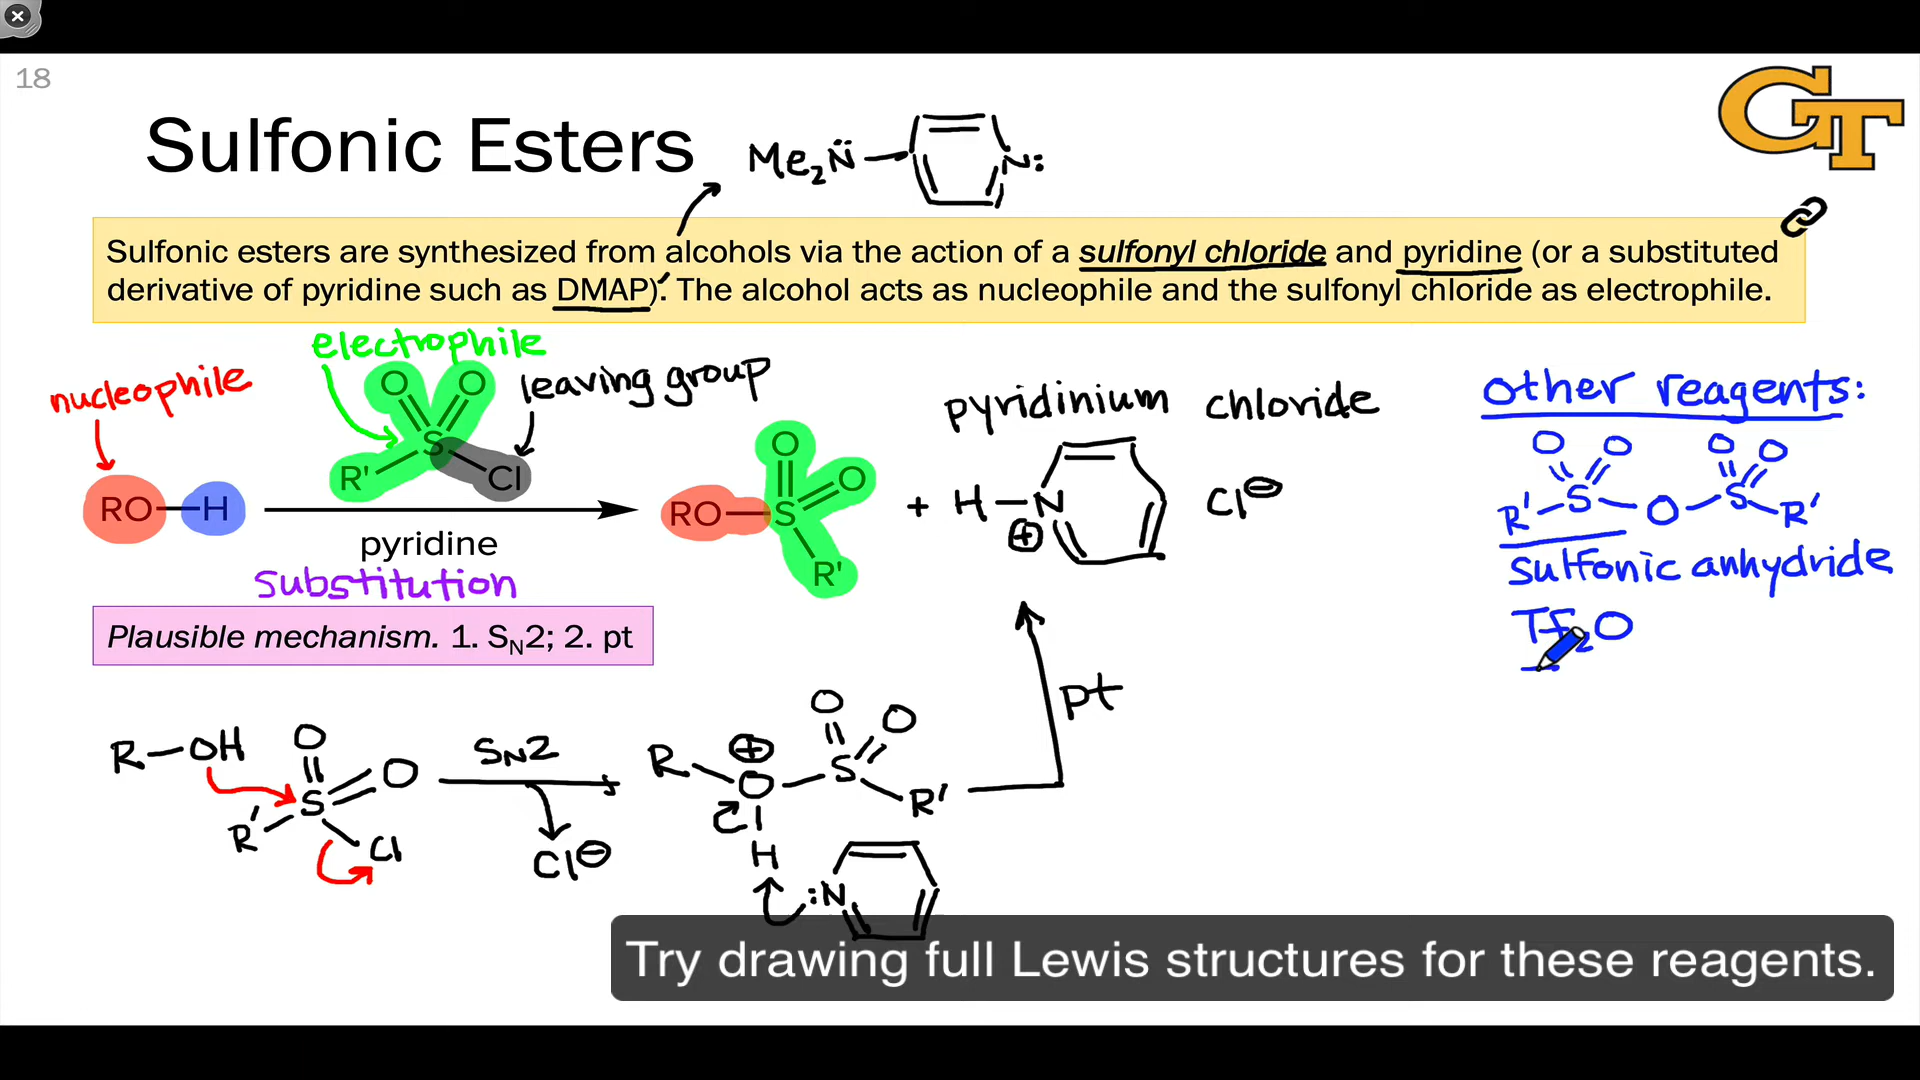 18
GT
Sulfonic Esters
Me₂N̈ N:
Sulfonic esters are synthesized from alcohols via the action of a sulfonyl chloride and pyridine (or a substituted
derivative of pyridine such as DMAP). The alcohol acts as nucleophile and the sulfonyl chloride as electrophile.
electrophile
nucleophile
leaving group
pyridinium chloride
other reagents:
O O
R' S Cl
RO H
pyridine
substitution
O O
RO S
R'
+ H N ⊕ Cl⊖
O O O O
R' S O S R'
sulfonic anhydride
Tf₂O
Plausible mechanism. 1. SN2; 2. pt
R OH O
S O
R' Cl
SN2
Cl⊖
R ⊕ O O O
S R'
H
:N
pt
Try drawing full Lewis structures for these reagents.